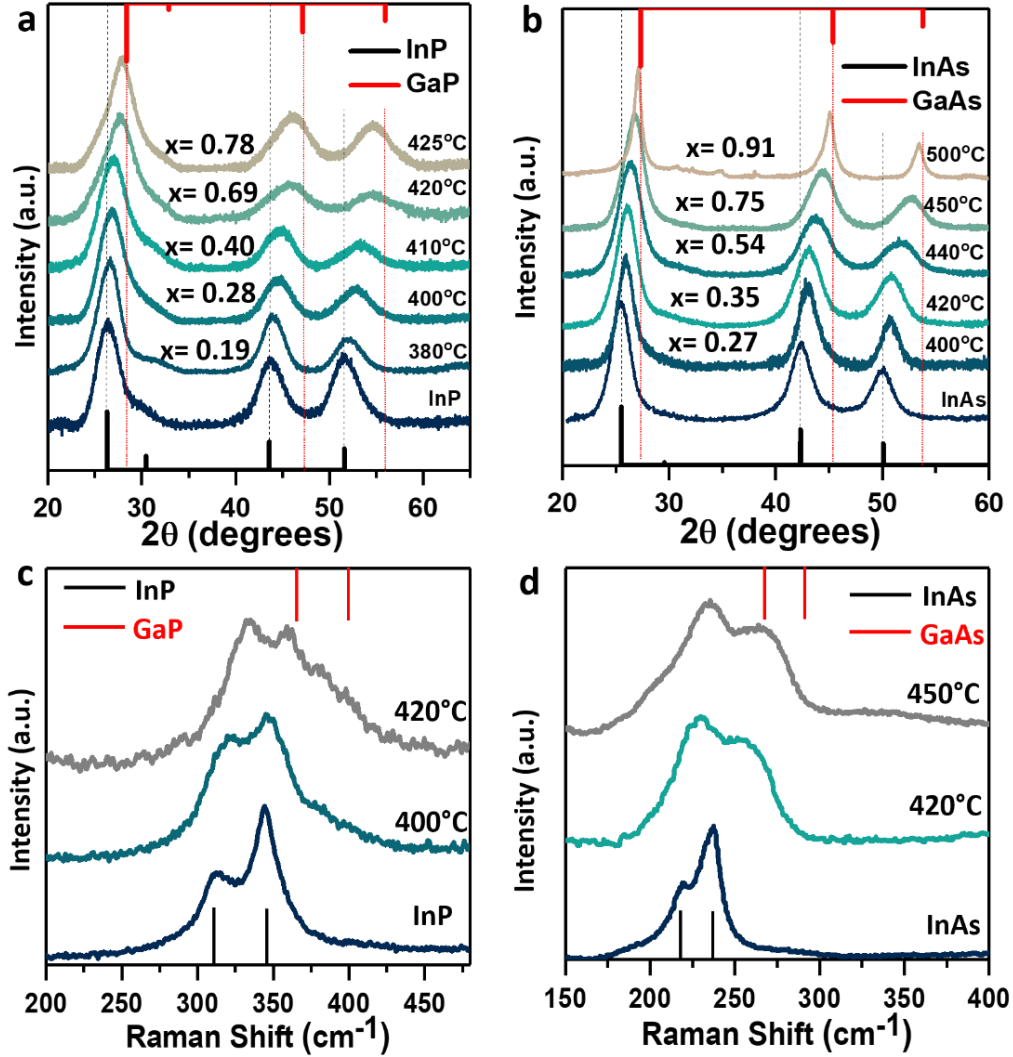 a
InP
GaP
x= 0.78
425°C
x= 0.69
420°C
x= 0.40
410°C
x= 0.28
400°C
x= 0.19
380°C
InP
Intensity (a.u.)
20 30 40 50 60
2θ (degrees)
b
InAs
GaAs
x= 0.91
500°C
x= 0.75
450°C
x= 0.54
440°C
x= 0.35
420°C
x= 0.27
400°C
InAs
Intensity (a.u.)
20 30 40 50 60
2θ (degrees)
c
InP
GaP
420°C
400°C
InP
Intensity (a.u.)
200 250 300 350 400 450
Raman Shift (cm⁻¹)
d
InAs
GaAs
450°C
420°C
InAs
Intensity (a.u.)
150 200 250 300 350 400
Raman Shift (cm⁻¹)